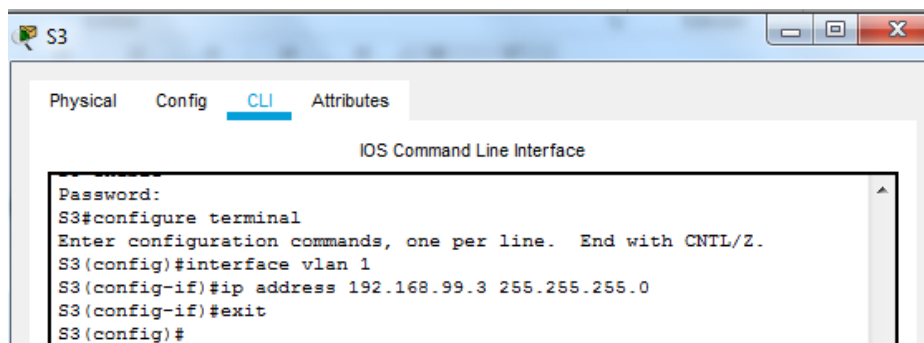 S3
Physical Config CLI Attributes
IOS Command Line Interface
Password:
S3#configure terminal
Enter configuration commands, one per line.  End with CNTL/Z.
S3(config)#interface vlan 1
S3(config-if)#ip address 192.168.99.3 255.255.255.0
S3(config-if)#exit
S3(config)#